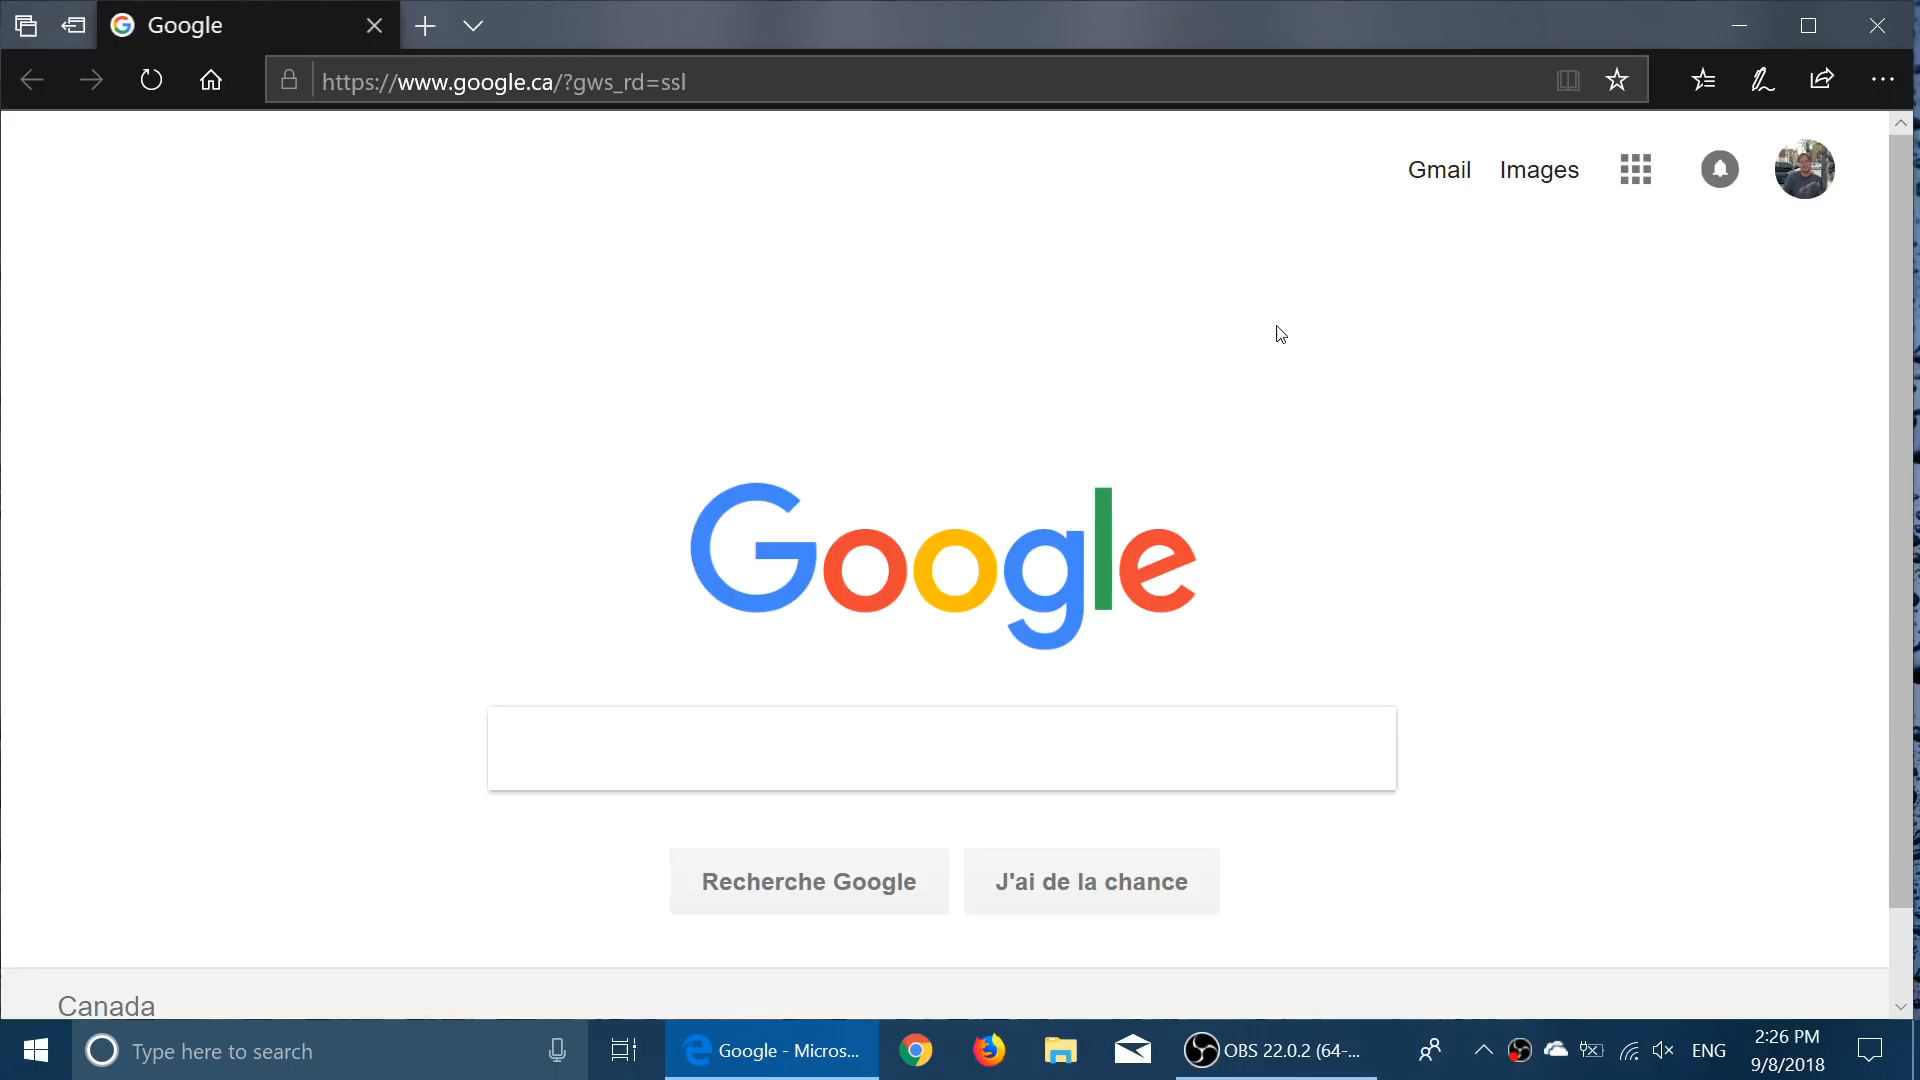 Google
https://www.google.ca/?gws_rd=ssl
Gmail Images
Google
Recherche Google J'ai de la chance
Canada
Type here to search
Google - Micros...
OBS 22.0.2 (64-...
ENG
2:26 PM
9/8/2018